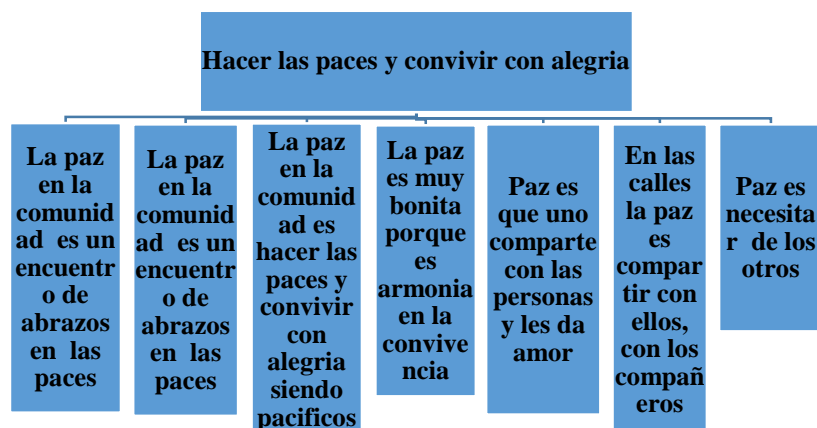 Hacer las paces y convivir con alegria
La paz
en la
comunid
ad es un
encuentr
o de
abrazos
en las
paces
La paz
en la
comunid
ad es un
encuentr
o de
abrazos
en las
paces
La paz
en la
comunid
ad es
hacer las
paces y
convivir
con
alegria
siendo
pacificos
La paz
es muy
bonita
porque
es
armonia
en la
convive
ncia
Paz es
que uno
comparte
con las
personas
y les da
amor
En las
calles
la paz
es
compar
tir con
ellos,
con los
compañ
eros
Paz es
necesita
r de los
otros